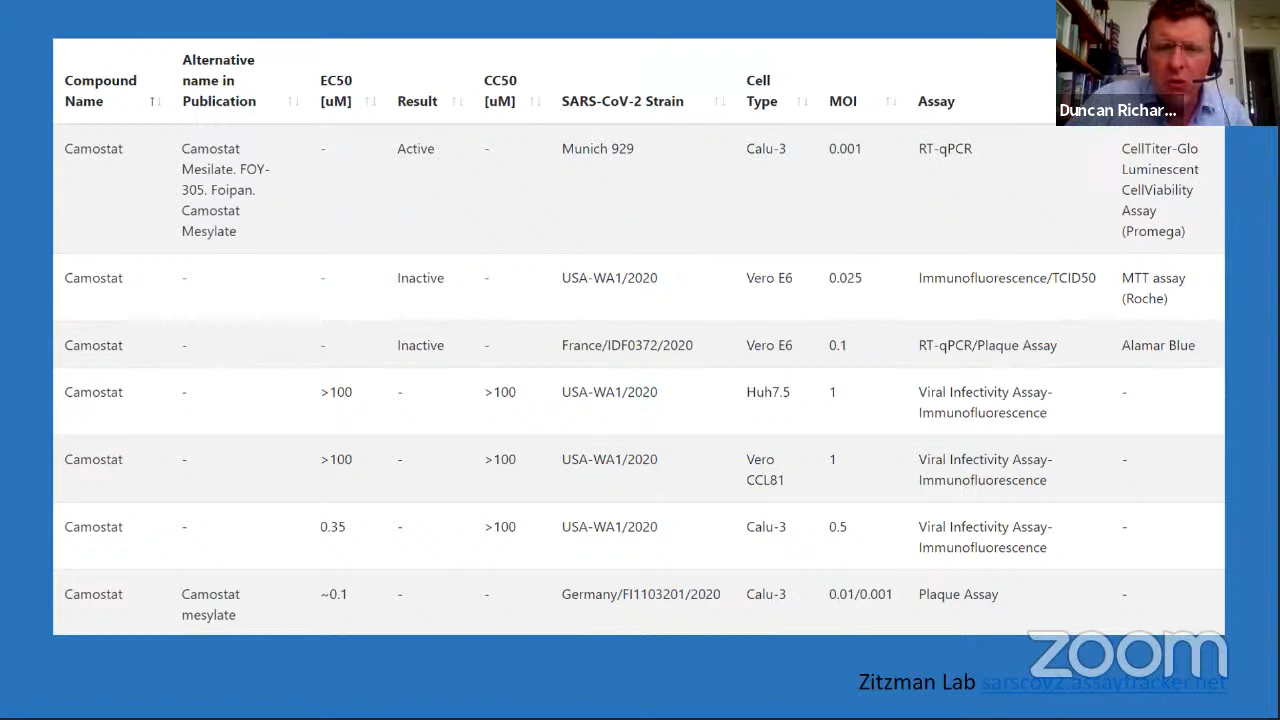 Compound Name
Alternative name in Publication
EC50 [uM]
Result
CC50 [uM]
SARS-CoV-2 Strain
Cell Type
MOI
Assay
Duncan Richar...
Camostat
Camostat Mesilate. FOY-305. Foipan. Camostat Mesylate
-
Active
-
Munich 929
Calu-3
0.001
RT-qPCR
CellTiter-Glo Luminescent CellViability Assay (Promega)
Camostat
-
-
Inactive
-
USA-WA1/2020
Vero E6
0.025
Immunofluorescence/TCID50
MTT assay (Roche)
Camostat
-
-
Inactive
-
France/IDF0372/2020
Vero E6
0.1
RT-qPCR/Plaque Assay
Alamar Blue
Camostat
-
>100
-
>100
USA-WA1/2020
Huh7.5
1
Viral Infectivity Assay-Immunofluorescence
-
Camostat
-
>100
-
>100
USA-WA1/2020
Vero CCL81
1
Viral Infectivity Assay-Immunofluorescence
-
Camostat
-
0.35
-
>100
USA-WA1/2020
Calu-3
0.5
Viral Infectivity Assay-Immunofluorescence
-
Camostat
Camostat mesylate
~0.1
-
-
Germany/FI1103201/2020
Calu-3
0.01/0.001
Plaque Assay
-
zoom
Zitzman Lab sarscov2.assaytracker.net